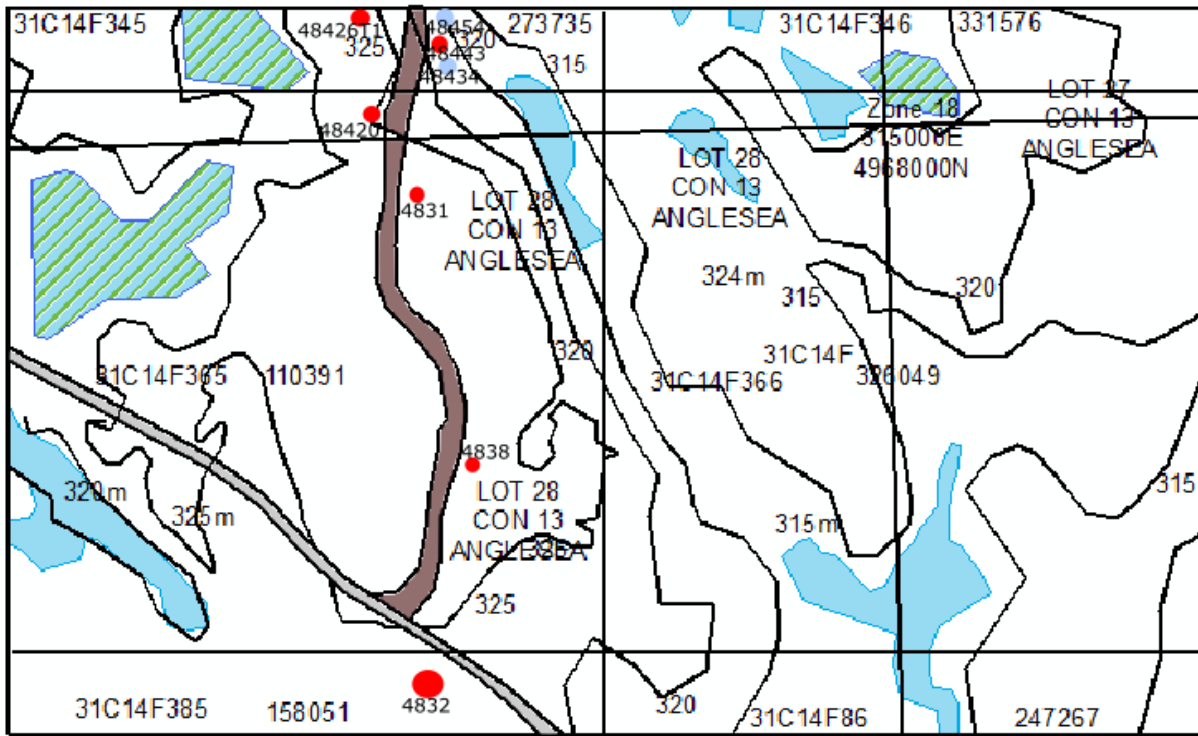 31C14F345
48426T1
325
48454
48443
48434
320
273735
315
31C14F346
331576
48420
Zone 18
315000E
4968000N
LOT 27
CON 13
ANGLESEA
LOT 28
CON 13
ANGLESEA
4831
LOT 28
CON 13
ANGLESEA
324m
315
320
320
31C14F365
110391
31C14F366
31C14F
326049
4838
LOT 28
CON 13
ANGLESEA
320m
325m
315m
315
325
4832
31C14F385
158051
320
31C14F86
247267